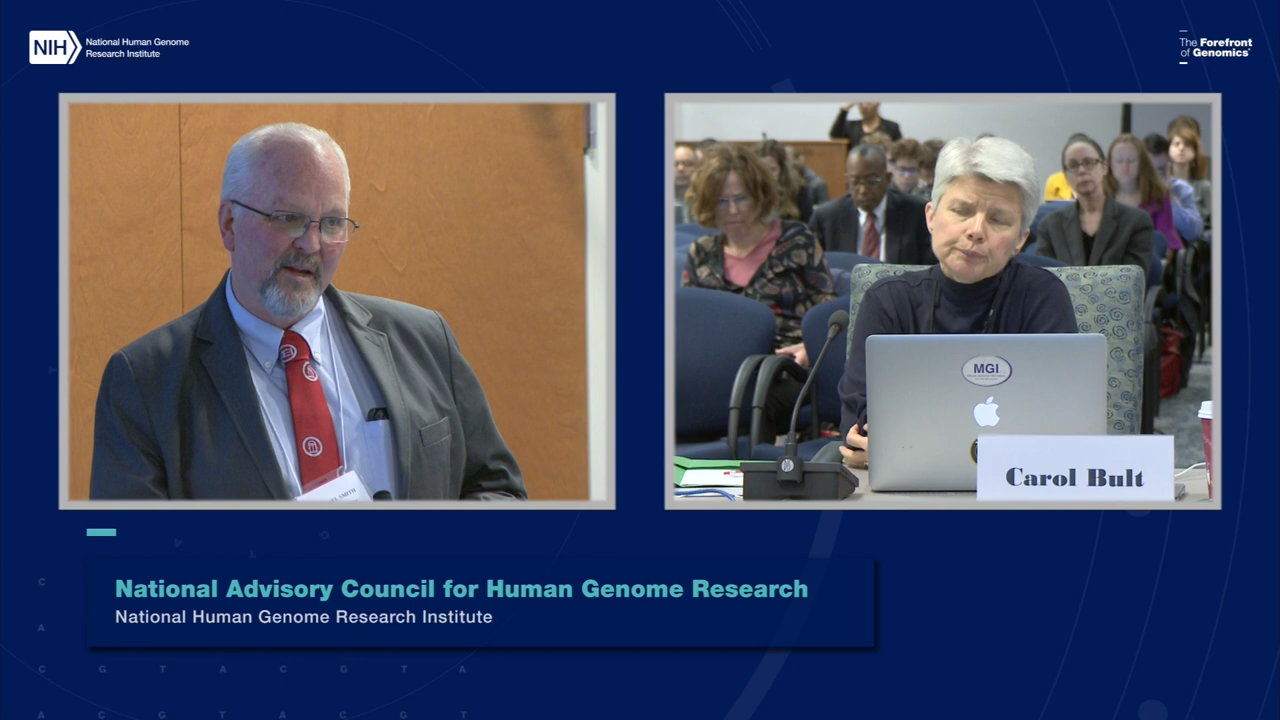 NIH
National Human Genome
Research Institute
The Forefront
of Genomics
MGI
Carol Bult
SMITH
National Advisory Council for Human Genome Research
National Human Genome Research Institute
C
A
C G T A C G T A
A C G T A C G T